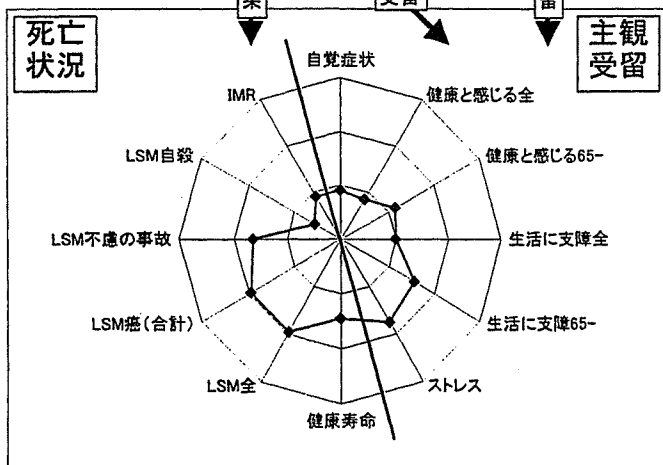 受留
留
死亡
状況
主観
受留
自覚症状
IMR
健康と感じる全
LSM自殺
健康と感じる65-
LSM不慮の事故
生活に支障全
LSM癌(合計)
生活に支障65-
LSM全
ストレス
健康寿命